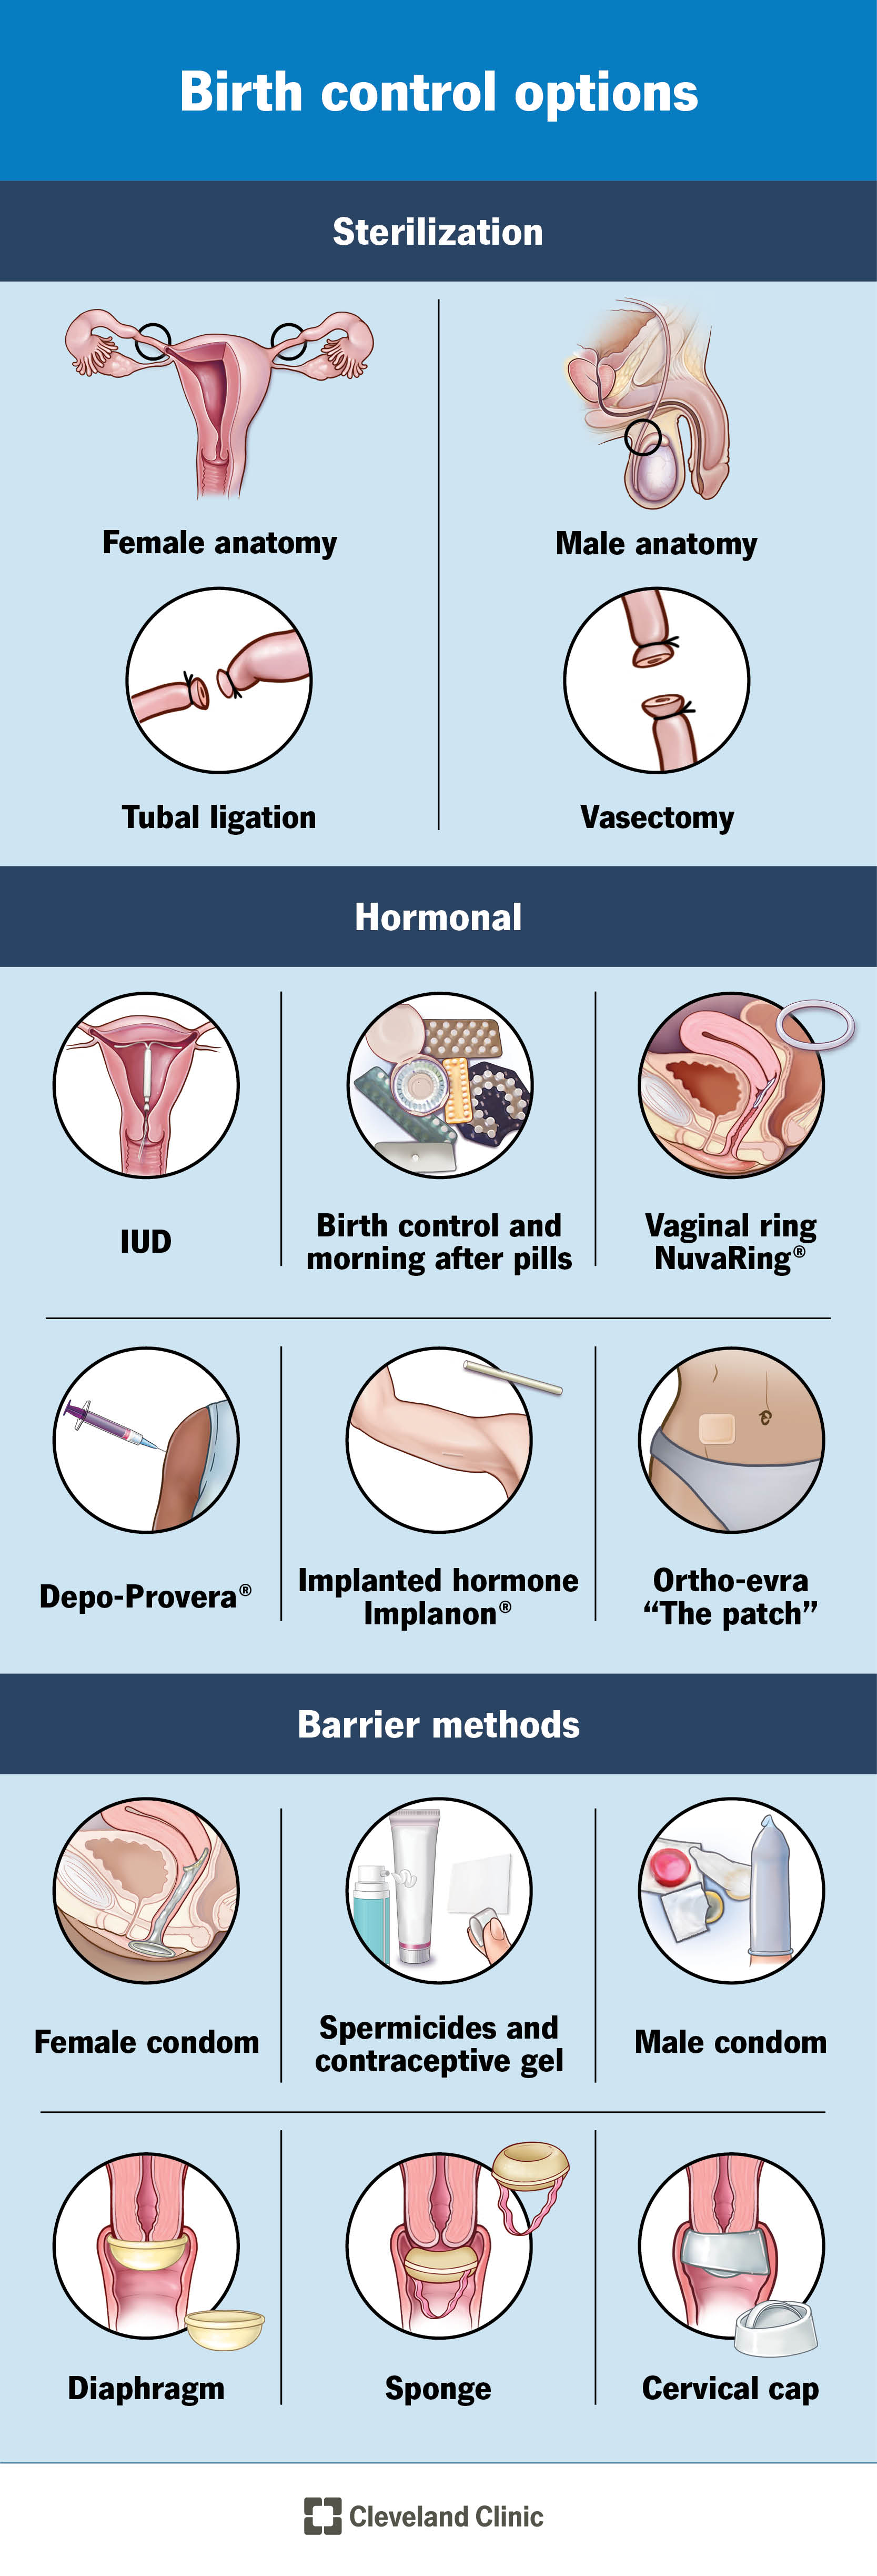 Birth control options
Sterilization
Female anatomy
Male anatomy
Tubal ligation
Vasectomy
Hormonal
IUD
Birth control and
morning after pills
Vaginal ring
NuvaRing®
Depo-Provera®
Implanted hormone
Implanon®
Ortho-evra
“The patch”
Barrier methods
Female condom
Spermicides and
contraceptive gel
Male condom
Diaphragm
Sponge
Cervical cap
Cleveland Clinic